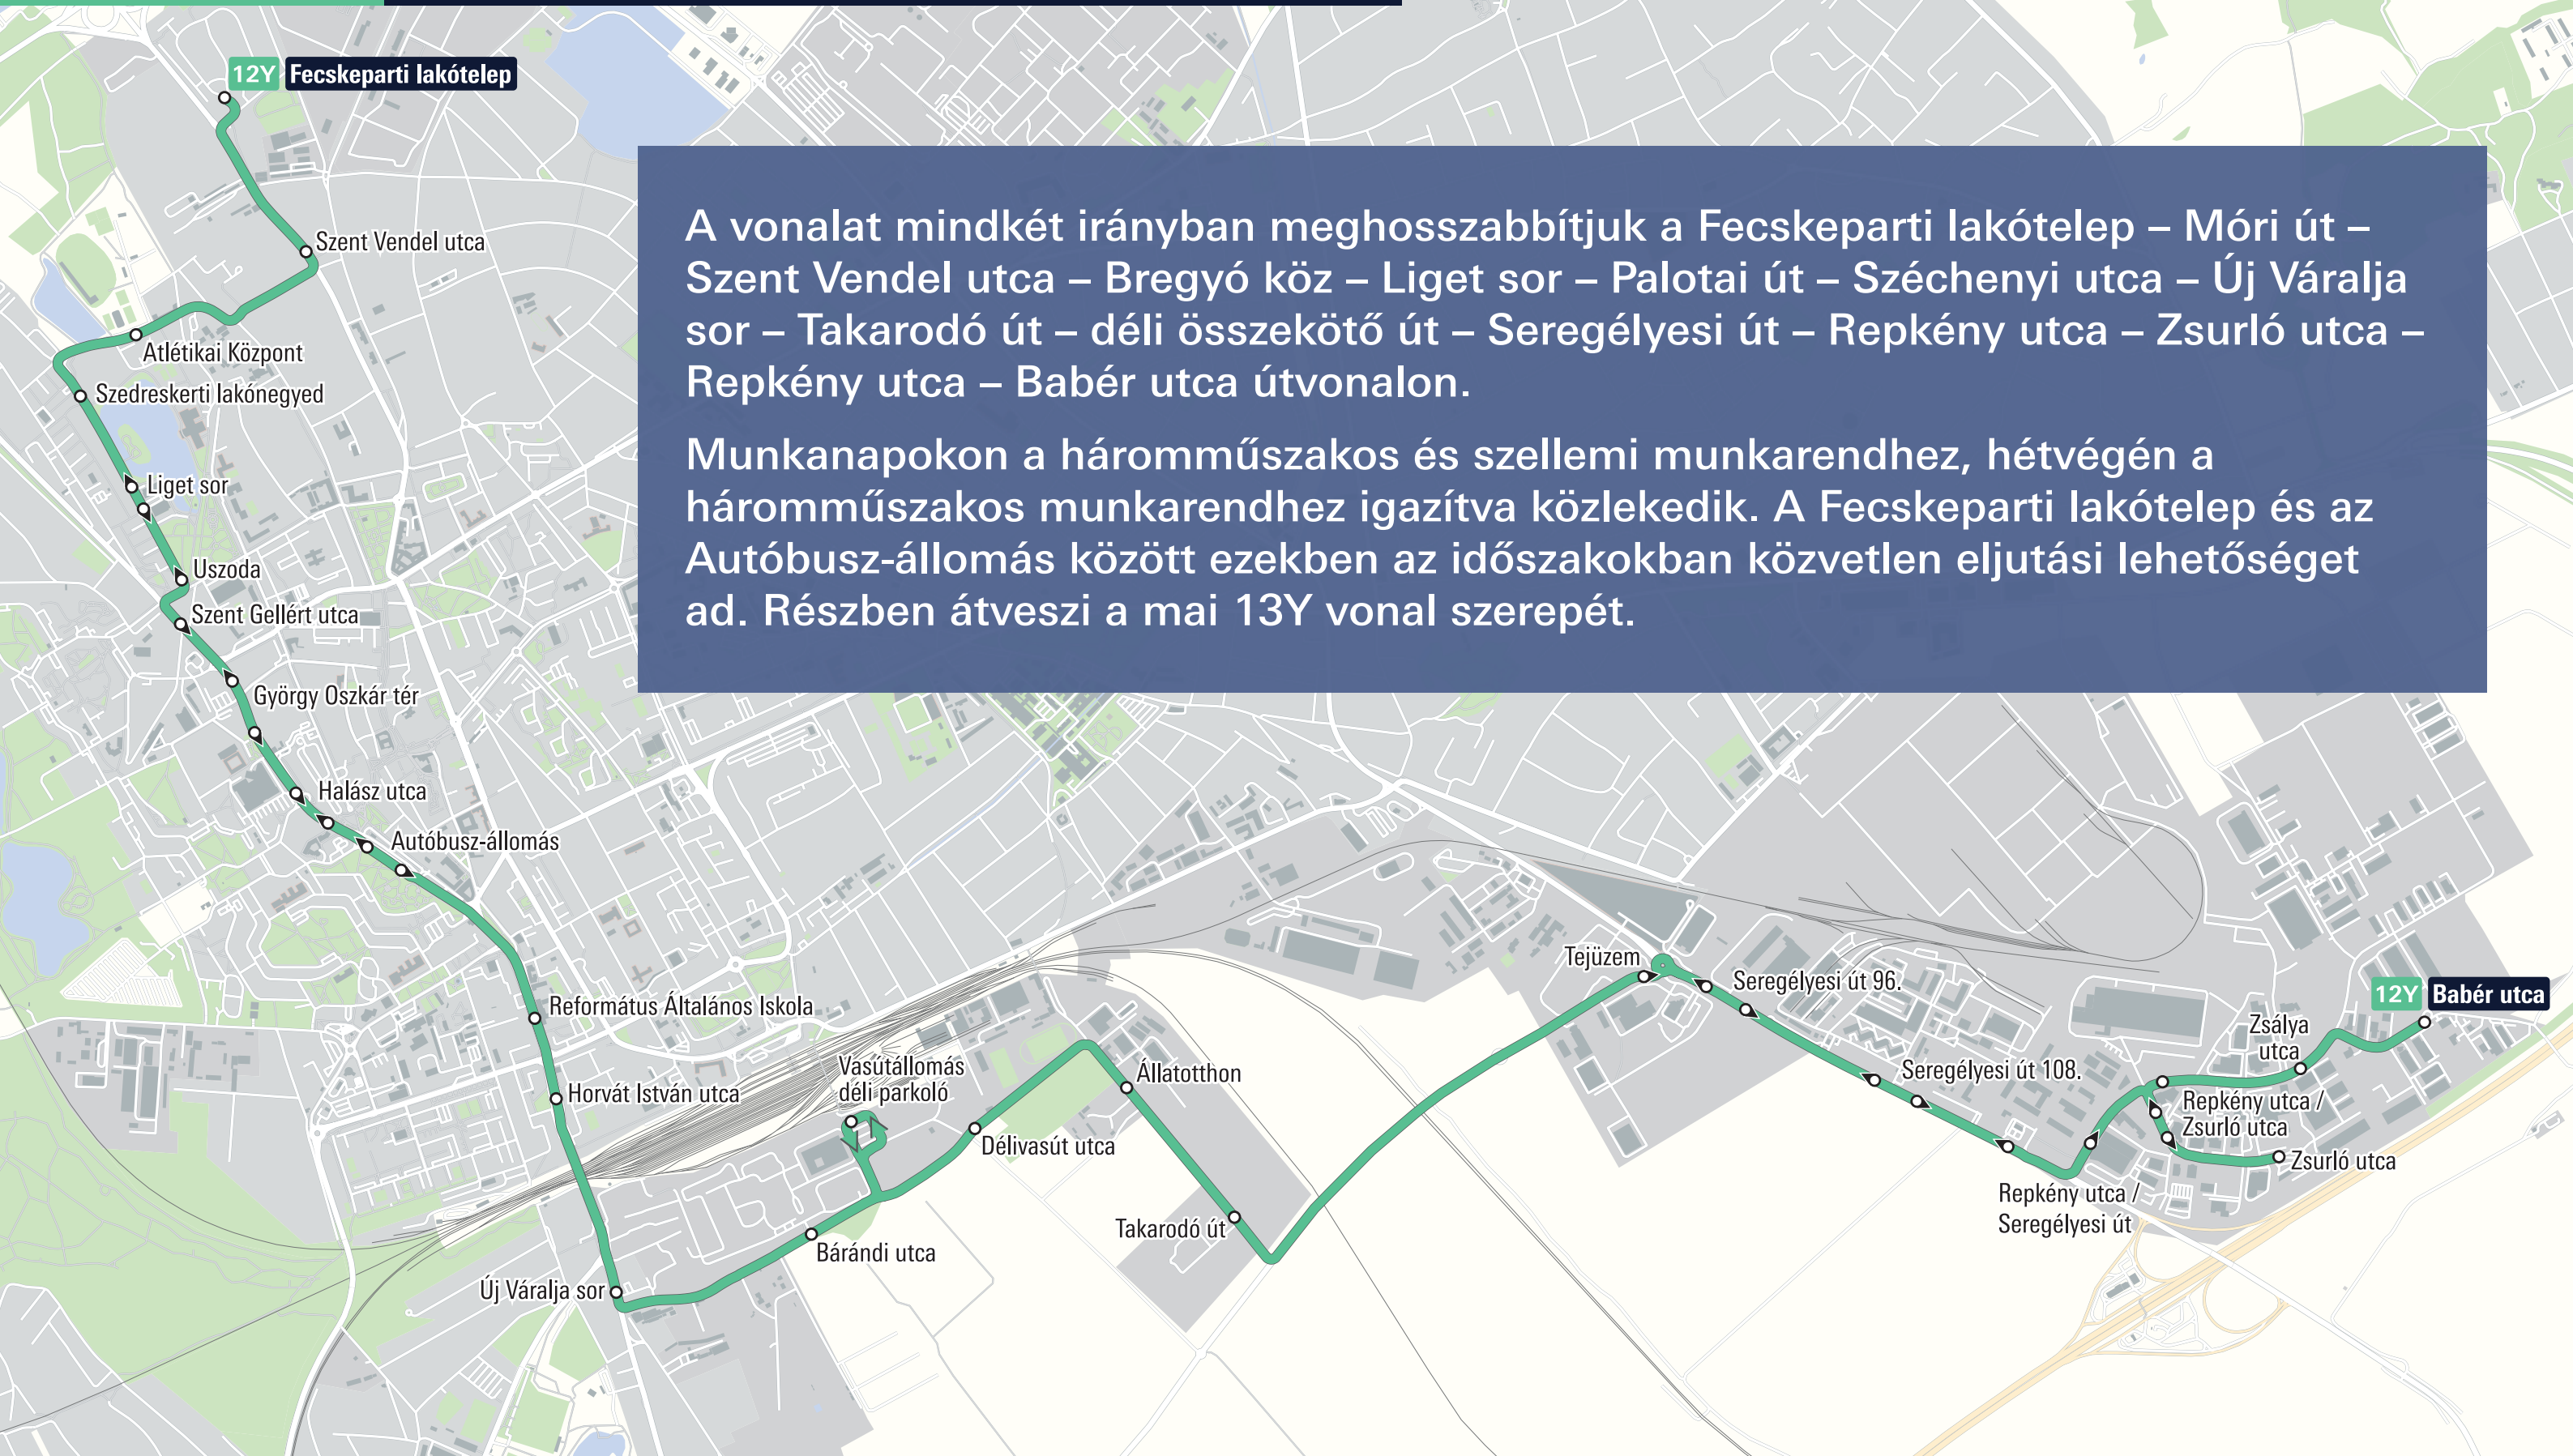 12Y Fecskeparti lakótelep
A vonalat mindkét irányban meghosszabbítjuk a Fecskeparti lakótelep – Móri út –
Szent Vendel utca – Bregyó köz – Liget sor – Palotai út – Széchenyi utca – Új Váralja
sor – Takarodó út – déli összekötő út – Seregélyesi út – Repkény utca – Zsurló utca –
Repkény utca – Babér utca útvonalon.
Munkanapokon a háromműszakos és szellemi munkarendhez, hétvégén a
háromműszakos munkarendhez igazítva közlekedik. A Fecskeparti lakótelep és az
Autóbusz-állomás között ezekben az időszakokban közvetlen eljutási lehetőséget
ad. Részben átveszi a mai 13Y vonal szerepét.
Szent Vendel utca
Atlétikai Központ
Szedreskerti lakónegyed
Liget sor
Uszoda
Szent Gellért utca
György Oszkár tér
Halász utca
Autóbusz-állomás
Református Általános Iskola
Horvát István utca
Új Váralja sor
Bárándi utca
Vasútállomás
déli parkoló
Délivasút utca
Állatotthon
Takarodó út
Tejüzem
Seregélyesi út 96.
Seregélyesi út 108.
Repkény utca /
Seregélyesi út
Repkény utca /
Zsurló utca
Zsurló utca
Zsálya
utca
12Y Babér utca